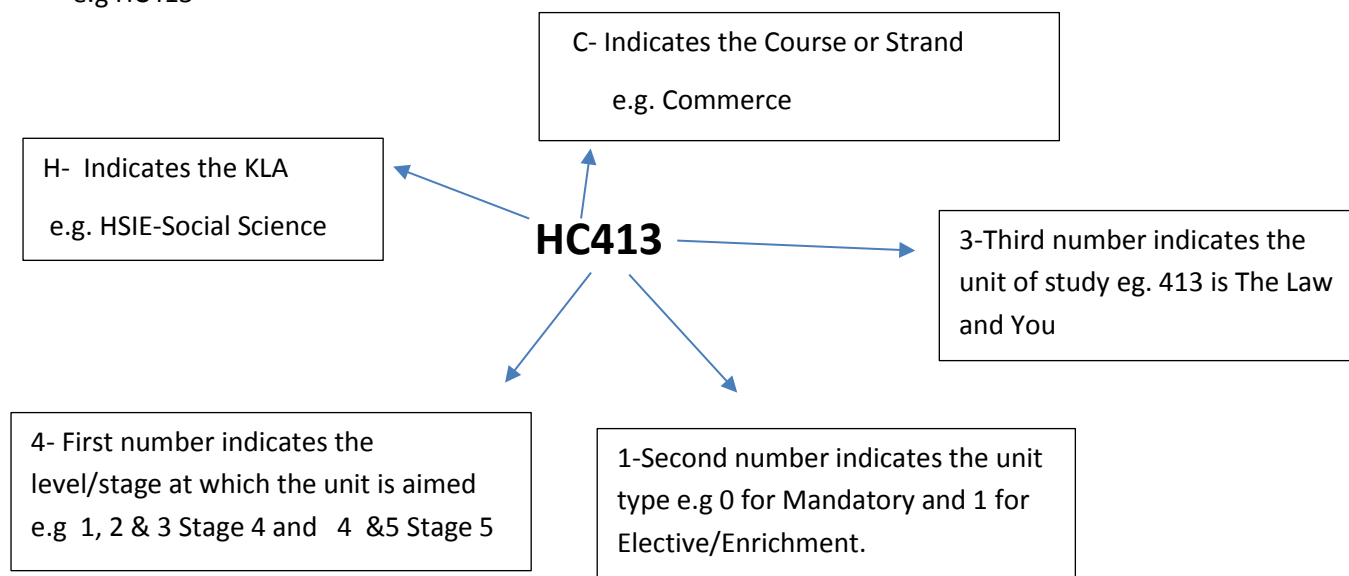 C- Indicates the Course or Strand
e.g. Commerce
H-  Indicates the KLA
e.g. HSIE-Social Science
HC413
3-Third number indicates the
unit of study eg. 413 is The Law
and You
4- First number indicates the
level/stage at which the unit is aimed
e.g  1, 2 & 3 Stage 4 and   4  &5 Stage 5
1-Second number indicates the unit
type e.g 0 for Mandatory and 1 for
Elective/Enrichment.